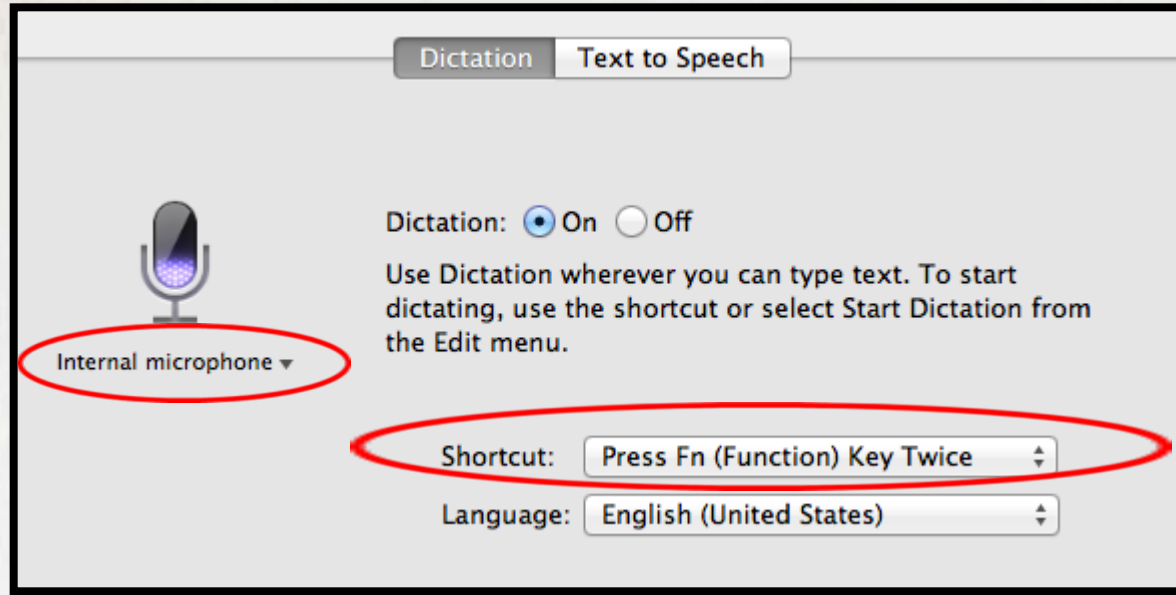 Dictation Text to Speech
Dictation: On Off
Use Dictation wherever you can type text. To start
dictating, use the shortcut or select Start Dictation from
the Edit menu.
Internal microphone
Shortcut: Press Fn (Function) Key Twice
Language: English (United States)